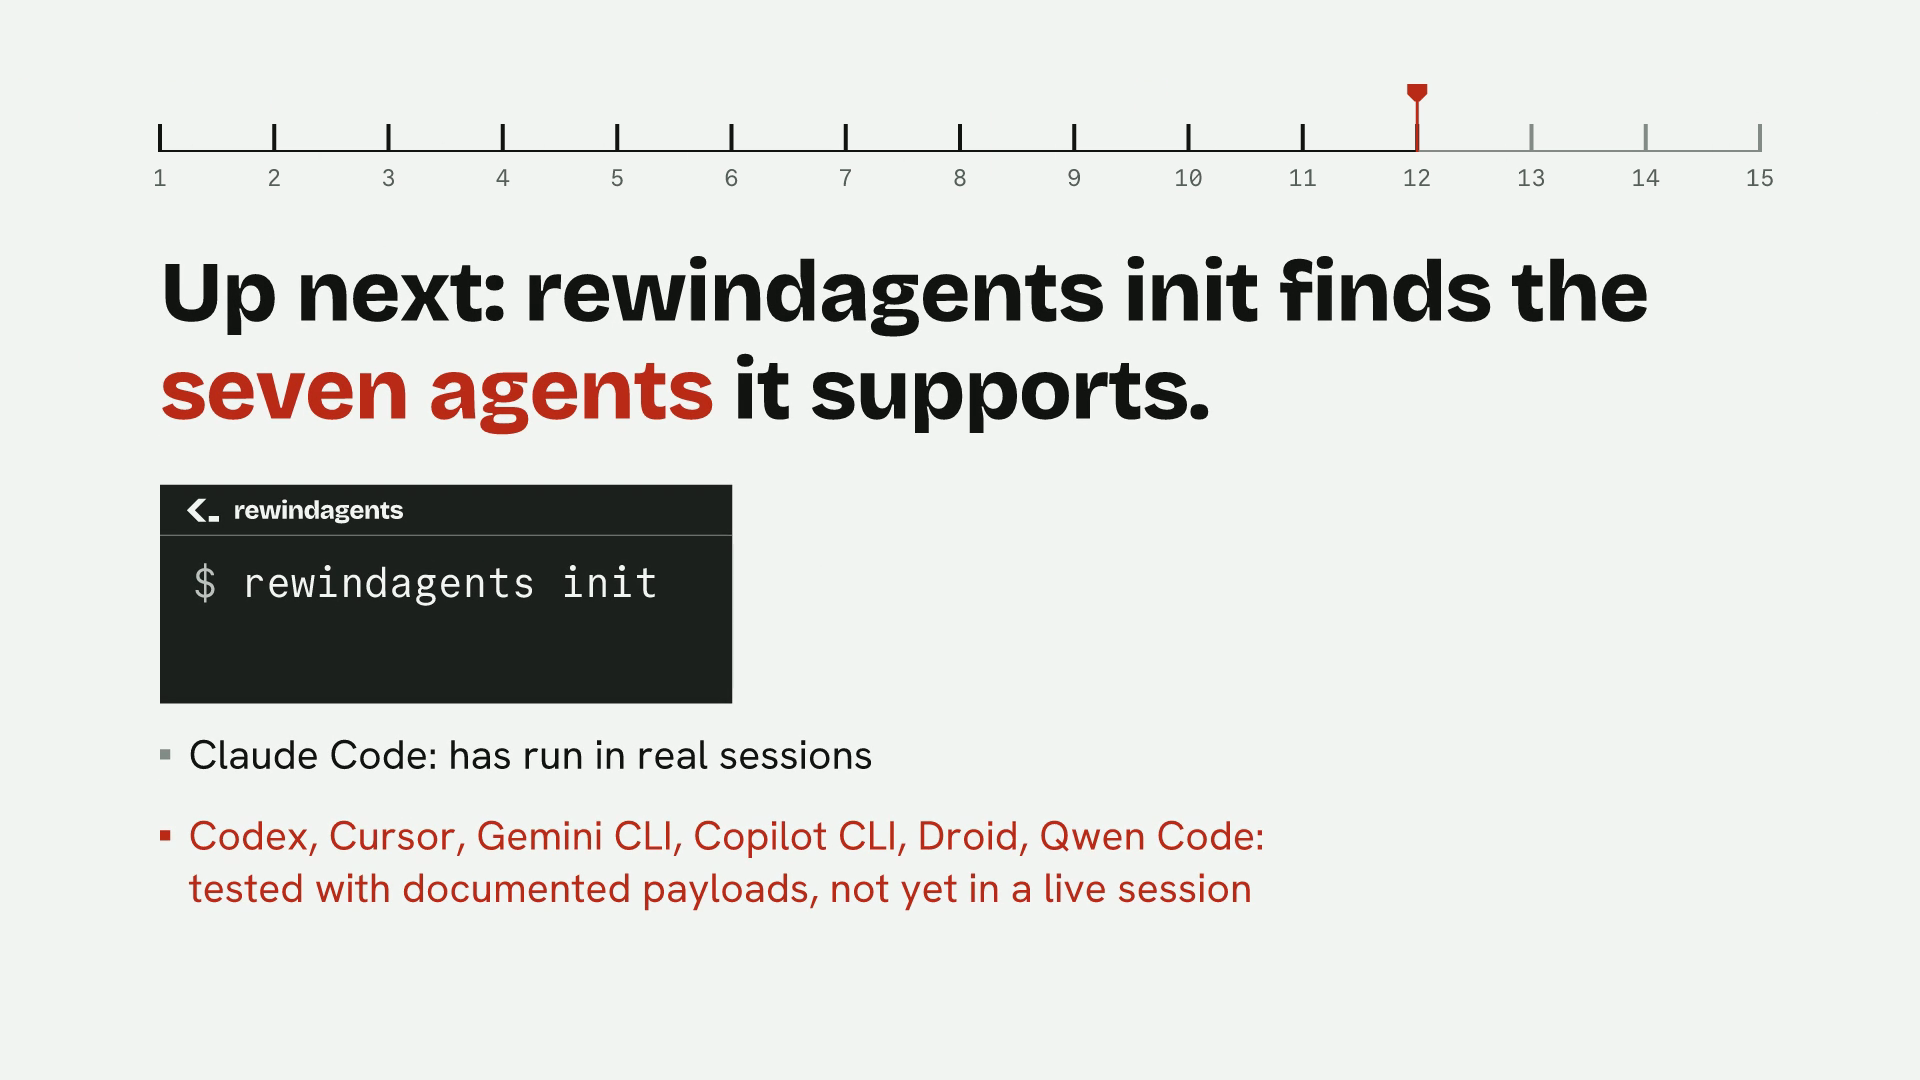 1 2 3 4 5 6 7 8 9 10 11 12 13 14 15
Up next: rewindagents init finds the
seven agents it supports.
rewindagents
$ rewindagents init
Claude Code: has run in real sessions
Codex, Cursor, Gemini CLI, Copilot CLI, Droid, Qwen Code:
tested with documented payloads, not yet in a live session